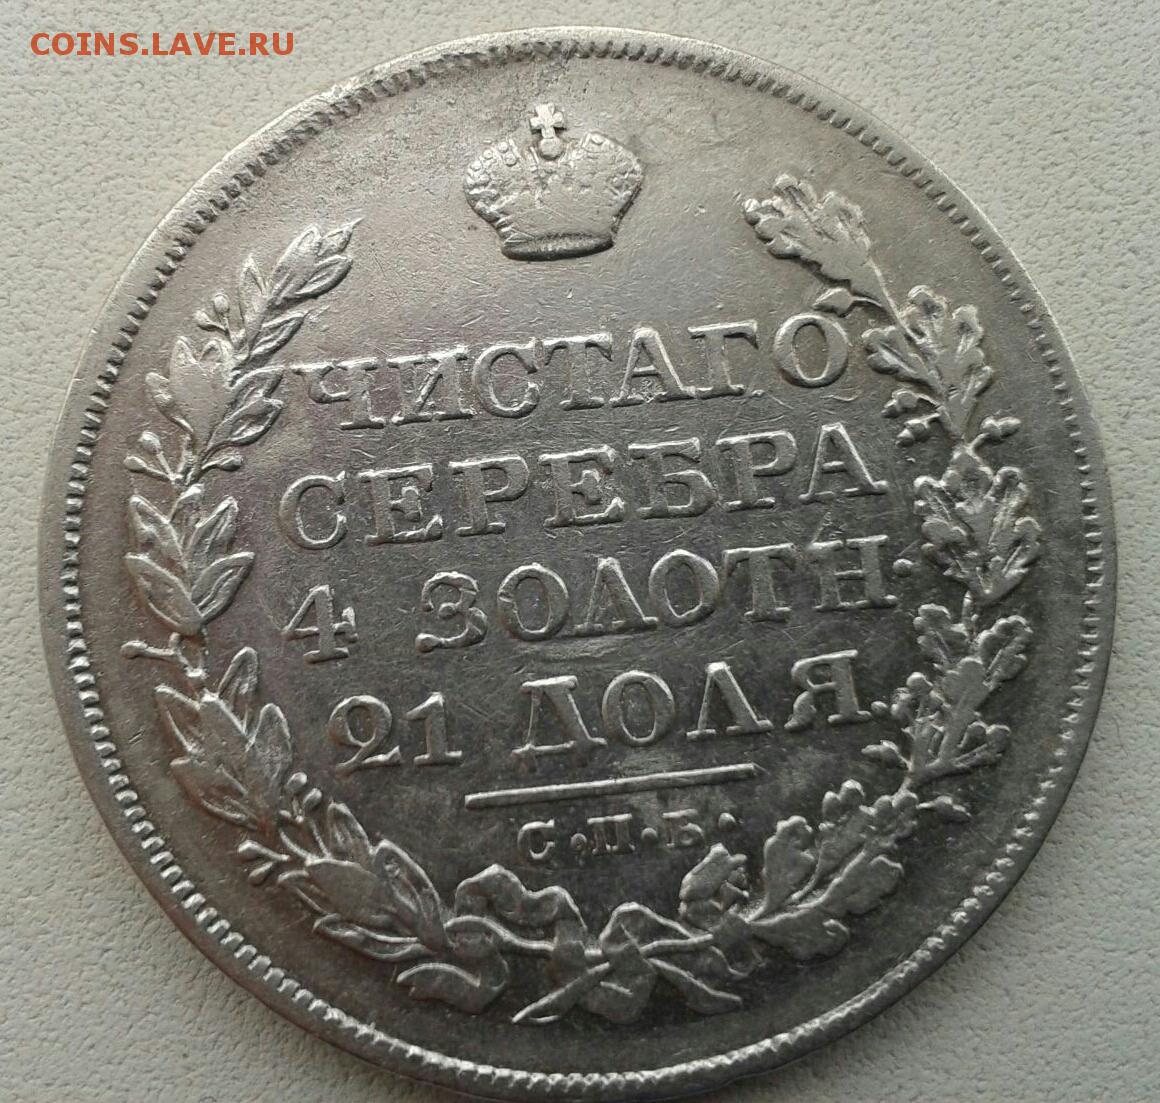 COINS.LAVE.RU
ЧИСТАГО
СЕРЕБРА
4 ЗОЛОТН.
21 ДОЛЯ.
С·П·Б·